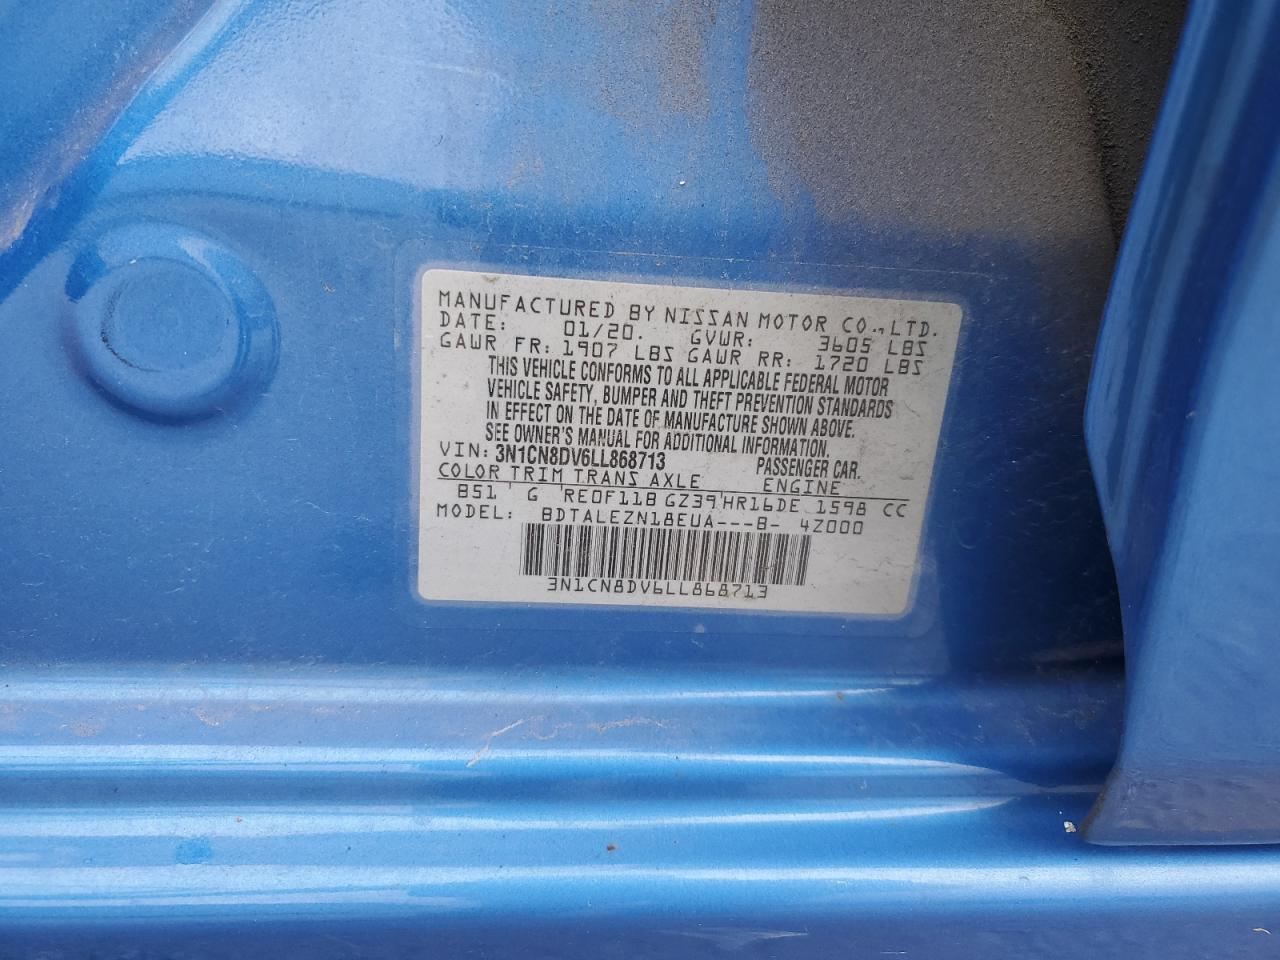 MANUFACTURED BY NISSAN MOTOR CO., LTD.
DATE: 01/20. GVWR: 3605 LBS
GAWR FR: 1907 LBS GAWR RR: 1720 LBS
THIS VEHICLE CONFORMS TO ALL APPLICABLE FEDERAL MOTOR
VEHICLE SAFETY, BUMPER AND THEFT PREVENTION STANDARDS
IN EFFECT ON THE DATE OF MANUFACTURE SHOWN ABOVE.
SEE OWNER'S MANUAL FOR ADDITIONAL INFORMATION.
VIN: 3N1CN8DV6LL868713 PASSENGER CAR.
COLOR TRIM TRANS AXLE ENGINE
B51 G RE0F11B GZ39 HR16DE 1598 CC
MODEL: BDTALEZN18EUA---B- 4Z000
3N1CN8DV6LL868713